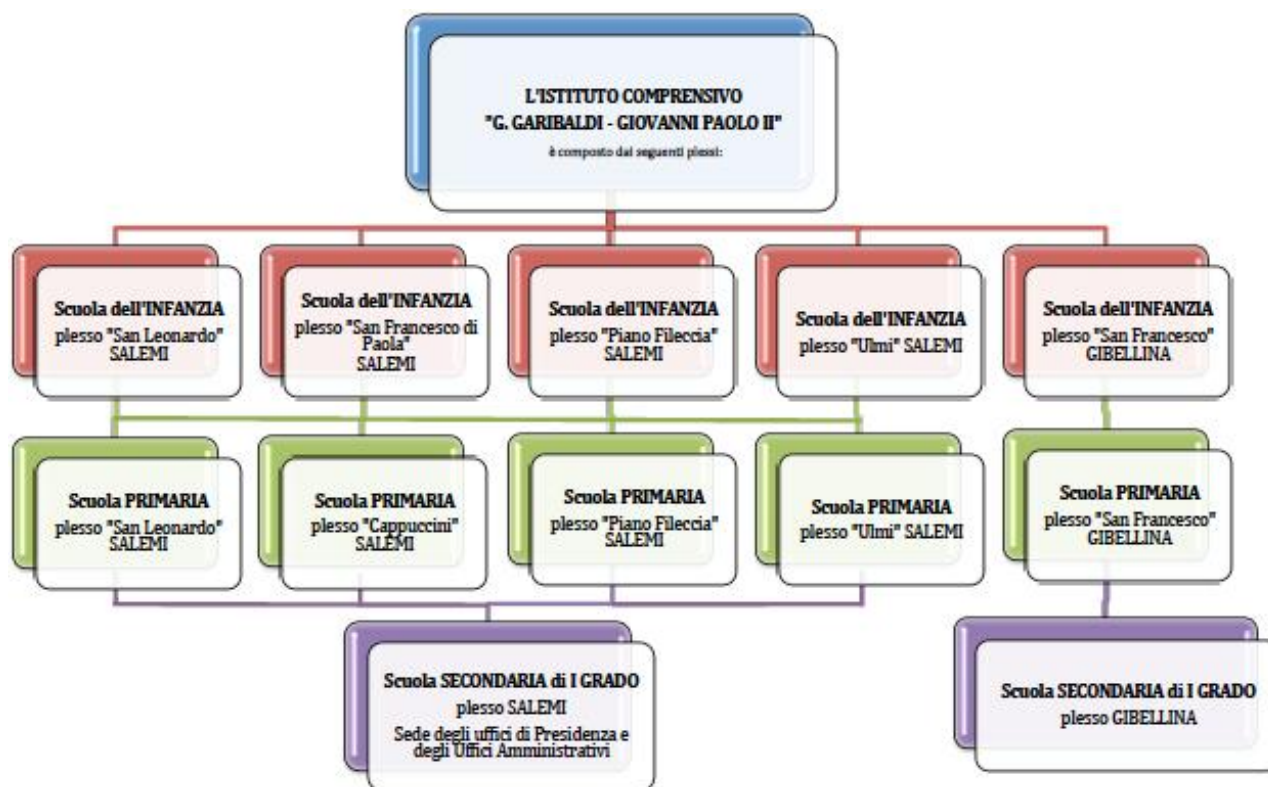 L'ISTITUTO COMPRENSIVO
"G. GARIBALDI - GIOVANNI PAOLO II"
è composto dai seguenti plessi:
Scuola dell'INFANZIA
plesso "San Leonardo"
SALEMI
Scuola dell'INFANZIA
plesso "San Francesco di
Paola"
SALEMI
Scuola dell'INFANZIA
plesso "Piano Fileccia"
SALEMI
Scuola dell'INFANZIA
plesso "Ulmi" SALEMI
Scuola dell'INFANZIA
plesso "San Francesco"
GIBELLINA
Scuola PRIMARIA
plesso "San Leonardo"
SALEMI
Scuola PRIMARIA
plesso "Cappuccini"
SALEMI
Scuola PRIMARIA
plesso "Piano Fileccia"
SALEMI
Scuola PRIMARIA
plesso "Ulmi" SALEMI
Scuola PRIMARIA
plesso "San Francesco"
GIBELLINA
Scuola SECONDARIA di I GRADO
plesso SALEMI
Sede degli uffici di Presidenza e
degli Uffici Amministrativi
Scuola SECONDARIA di I GRADO
plesso GIBELLINA